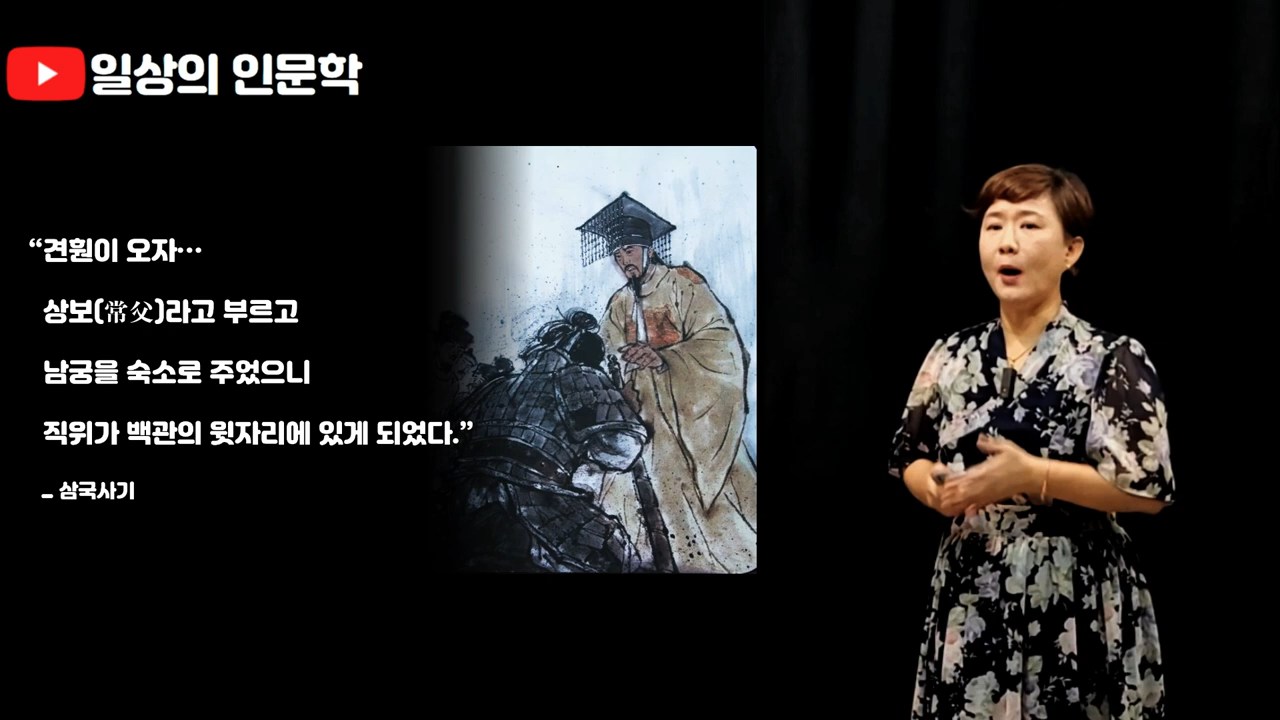 일상의 인문학
“견훤이 오자…
상보(常父)라고 부르고
남궁을 숙소로 주었으니
직위가 백관의 윗자리에 있게 되었다.”
- 삼국사기